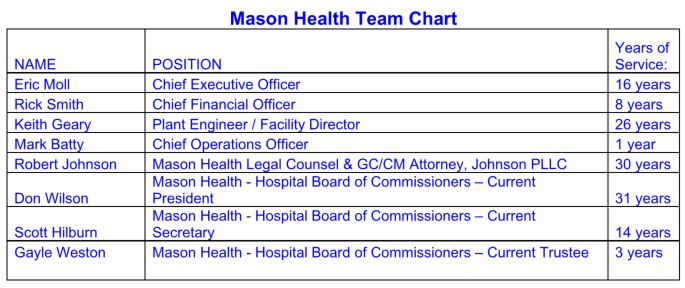 Mason Health Team Chart
NAME POSITION Years of
Service:
Eric Moll Chief Executive Officer 16 years
Rick Smith Chief Financial Officer 8 years
Keith Geary Plant Engineer / Facility Director 26 years
Mark Batty Chief Operations Officer 1 year
Robert Johnson Mason Health Legal Counsel & GC/CM Attorney, Johnson PLLC 30 years
Mason Health - Hospital Board of Commissioners – Current
Don Wilson President 31 years
Mason Health - Hospital Board of Commissioners – Current
Scott Hilburn Secretary 14 years
Gayle Weston Mason Health - Hospital Board of Commissioners – Current Trustee 3 years